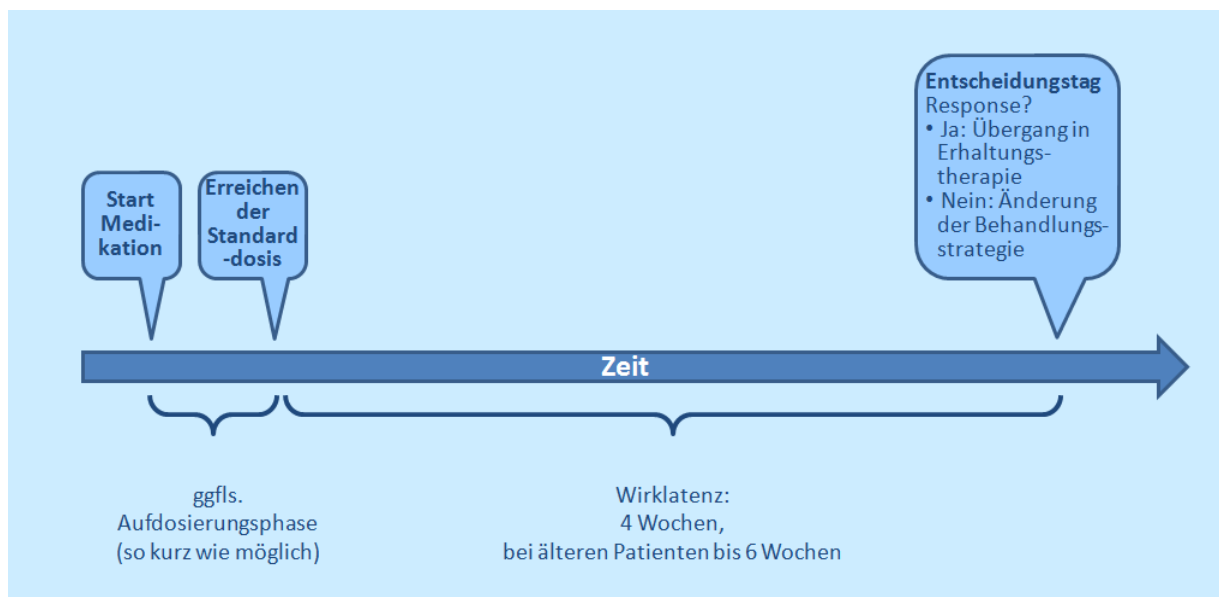 Start
Medi-
kation
Erreichen
der
Standard
-dosis
Entscheidungstag
Response?
• Ja: Übergang in
Erhaltungs-
therapie
• Nein: Änderung
der Behandlungs-
strategie
Zeit
ggfls.
Aufdosierungsphase
(so kurz wie möglich)
Wirklatenz:
4 Wochen,
bei älteren Patienten bis 6 Wochen